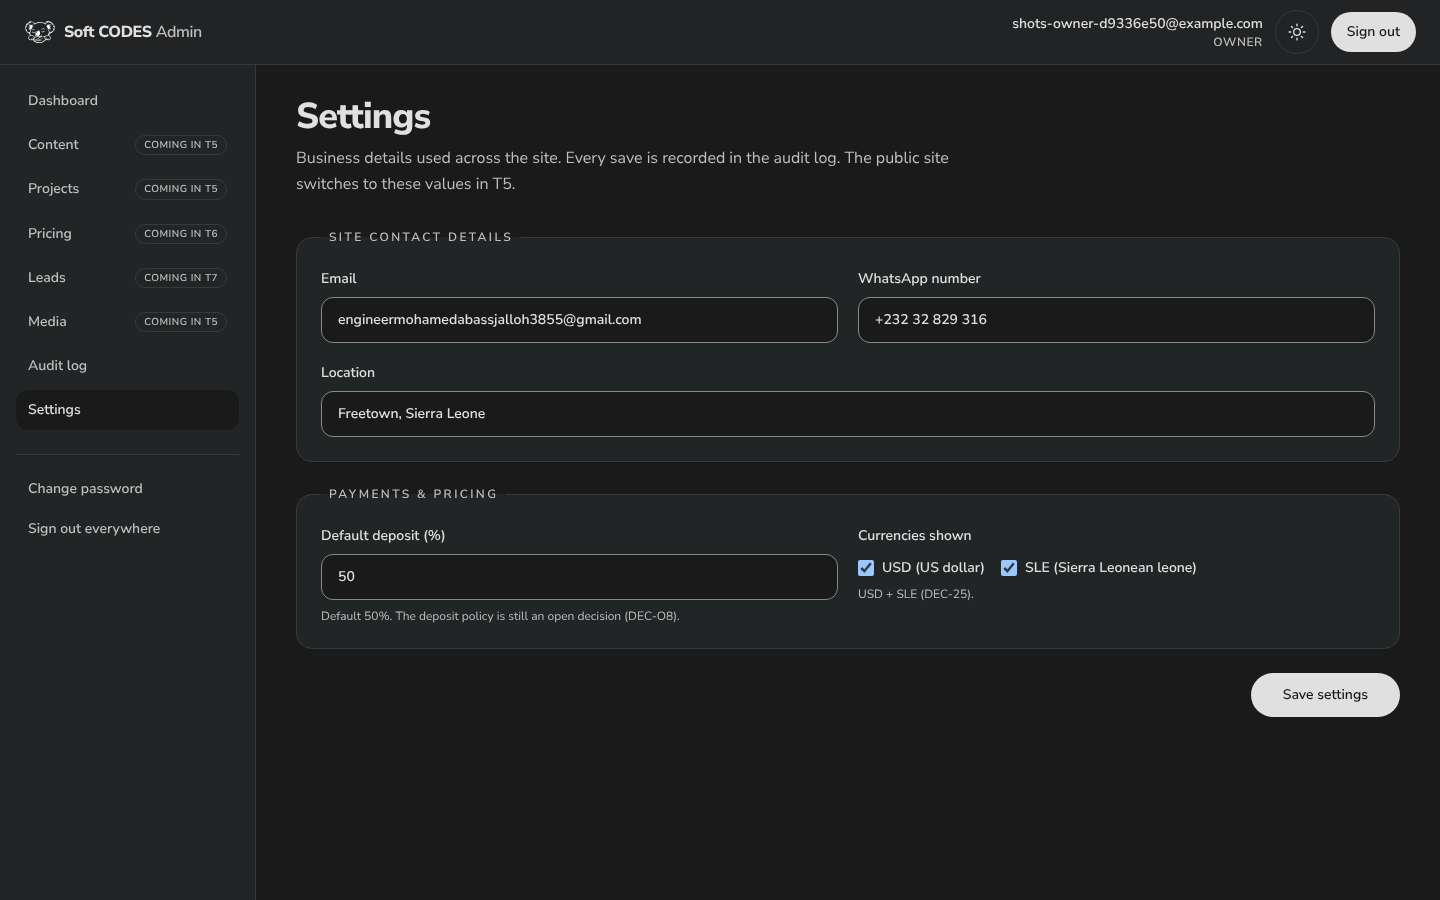 Soft CODES Admin
shots-owner-d9336e50@example.com
OWNER
Sign out
Dashboard
Content COMING IN T5
Projects COMING IN T5
Pricing COMING IN T6
Leads COMING IN T7
Media COMING IN T5
Audit log
Settings
Change password
Sign out everywhere
Settings
Business details used across the site. Every save is recorded in the audit log. The public site
switches to these values in T5.
SITE CONTACT DETAILS
Email
engineermohamedabassjalloh3855@gmail.com
WhatsApp number
+232 32 829 316
Location
Freetown, Sierra Leone
PAYMENTS & PRICING
Default deposit (%)
50
Default 50%. The deposit policy is still an open decision (DEC-O8).
Currencies shown
USD (US dollar) SLE (Sierra Leonean leone)
USD + SLE (DEC-25).
Save settings